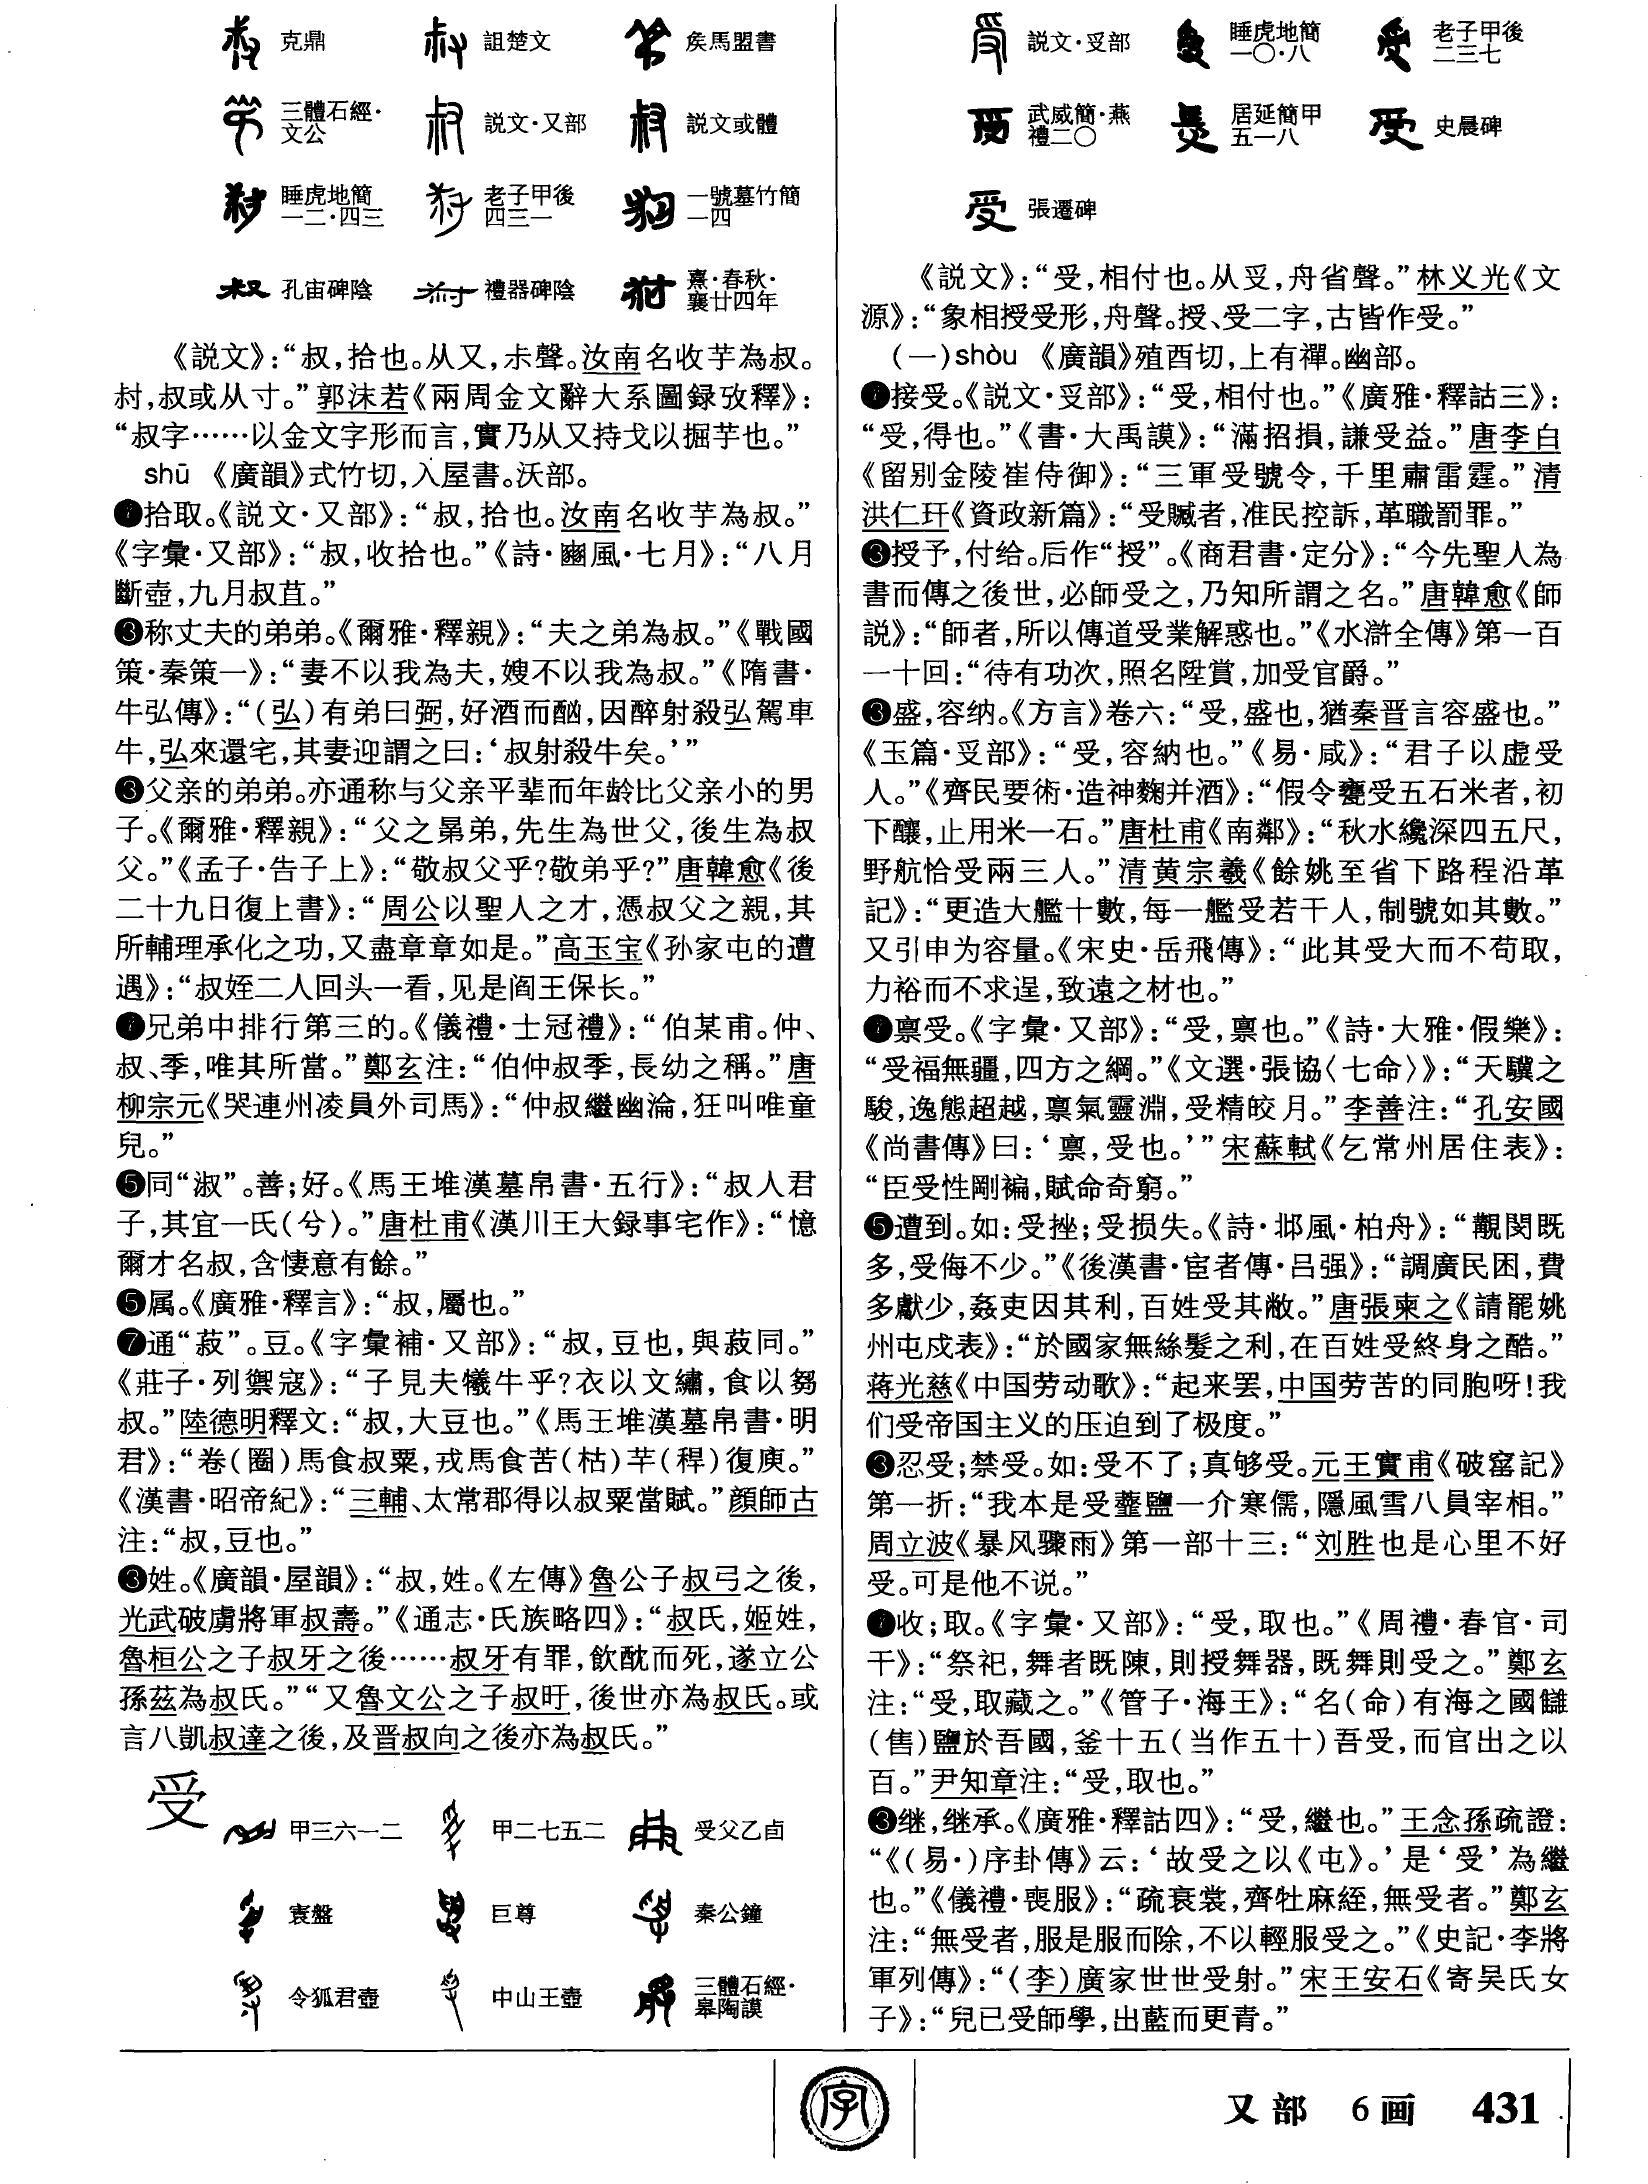 克鼎
詛楚文
矦馬盟書
三體石經·
文公
説文·又部
説文或體
睡虎地簡
一二·四三
老子甲後
四三一
一號墓竹簡
一四
孔宙碑陰
禮器碑陰
熹·春秋·
襄廿四年
《説文》：“叔，拾也。从又，尗聲。汝南名收芋為叔。
村，叔或从寸。”郭沫若《兩周金文辭大系圖録攷釋》：
“叔字……以金文字形而言，實乃从又持戈以掘芋也。”
shū　《廣韻》式竹切，入屋書。沃部。
❶拾取。《説文·又部》：“叔，拾也。汝南名收芋為叔。”
《字彙·又部》：“叔，收拾也。”《詩·豳風·七月》：“八月
斷壺，九月叔苴。”
❸称丈夫的弟弟。《爾雅·釋親》：“夫之弟為叔。”《戰國
策·秦策一》：“妻不以我為夫，嫂不以我為叔。”《隋書·
牛弘傳》：“（弘）有弟曰弼，好酒而酗，因醉射殺弘駕車
牛，弘來還宅，其妻迎謂之曰：‘叔射殺牛矣。’”
❸父亲的弟弟。亦通称与父亲平辈而年龄比父亲小的男
子。《爾雅·釋親》：“父之晜弟，先生為世父，後生為叔
父。”《孟子·告子上》：“敬叔父乎？敬弟乎？”唐韓愈《後
二十九日復上書》：“周公以聖人之才，憑叔父之親，其
所輔理承化之功，又盡章章如是。”高玉宝《孙家屯的遭
遇》：“叔姪二人回头一看，见是阎王保长。”
❶兄弟中排行第三的。《儀禮·士冠禮》：“伯某甫。仲、
叔、季，唯其所當。”鄭玄注：“伯仲叔季，長幼之稱。”唐
柳宗元《哭連州凌員外司馬》：“仲叔繼幽淪，狂叫唯童
兒。”
❺同“淑”。善；好。《馬王堆漢墓帛書·五行》：“叔人君
子，其宜一氏（兮）。”唐杜甫《漢川王大録事宅作》：“憶
爾才名叔，含悽意有餘。”
❺属。《廣雅·釋言》：“叔，屬也。”
❼通“菽”。豆。《字彙補·又部》：“叔，豆也，與菽同。”
《莊子·列禦寇》：“子見夫犧牛乎？衣以文繡，食以芻
叔。”陸德明釋文：“叔，大豆也。”《馬王堆漢墓帛書·明
君》：“卷（圈）馬食叔粟，戎馬食苦（枯）芉（稈）復庾。”
《漢書·昭帝紀》：“三輔、太常郡得以叔粟當賦。”顔師古
注：“叔，豆也。”
❸姓。《廣韻·屋韻》：“叔，姓。《左傳》魯公子叔弓之後，
光武破虜將軍叔壽。”《通志·氏族略四》：“叔氏，姬姓，
魯桓公之子叔牙之後……叔牙有罪，飲酖而死，遂立公
孫茲為叔氏。”“又魯文公之子叔盱，後世亦為叔氏。或
言八凱叔達之後，及晋叔向之後亦為叔氏。”
受
甲三六一二
甲二七五二
受父乙卣
袁盤
巨尊
秦公鐘
令狐君壺
中山王壺
三體石經·
皋陶謨
説文·𠬪部
睡虎地簡
一〇·八
老子甲後
二三七
武威簡·燕
禮二〇
居延簡甲
五一八
史晨碑
張遷碑
《説文》：“受，相付也。从𠬪，舟省聲。”林义光《文
源》：“象相授受形，舟聲。授、受二字，古皆作受。”
（一）shòu　《廣韻》殖酉切，上有禪。幽部。
❶接受。《説文·𠬪部》：“受，相付也。”《廣雅·釋詁三》：
“受，得也。”《書·大禹謨》：“滿招損，謙受益。”唐李白
《留别金陵崔侍御》：“三軍受號令，千里肅雷霆。”清
洪仁玕《資政新篇》：“受贓者，准民控訴，革職罰罪。”
❸授予，付给。后作“授”。《商君書·定分》：“今先聖人為
書而傳之後世，必師受之，乃知所謂之名。”唐韓愈《師
説》：“師者，所以傳道受業解惑也。”《水滸全傳》第一百
一十回：“待有功次，照名陞賞，加受官爵。”
❸盛，容纳。《方言》卷六：“受，盛也，猶秦晋言容盛也。”
《玉篇·𠬪部》：“受，容納也。”《易·咸》：“君子以虚受
人。”《齊民要術·造神麴并酒》：“假令甕受五石米者，初
下釀，止用米一石。”唐杜甫《南鄰》：“秋水纔深四五尺，
野航恰受兩三人。”清黄宗羲《餘姚至省下路程沿革
記》：“更造大艦十數，每一艦受若干人，制號如其數。”
又引申为容量。《宋史·岳飛傳》：“此其受大而不苟取，
力裕而不求逞，致遠之材也。”
❶禀受。《字彙·又部》：“受，禀也。”《詩·大雅·假樂》：
“受福無疆，四方之綱。”《文選·張協〈七命〉》：“天驥之
駿，逸態超越，禀氣靈淵，受精皎月。”李善注：“孔安國
《尚書傳》曰：‘禀，受也。’”宋蘇軾《乞常州居住表》：
“臣受性剛褊，賦命奇窮。”
❺遭到。如：受挫；受损失。《詩·邶風·柏舟》：“覯閔既
多，受侮不少。”《後漢書·宦者傳·吕强》：“調廣民困，費
多獻少，姦吏因其利，百姓受其敝。”唐張柬之《請罷姚
州屯戍表》：“於國家無絲髮之利，在百姓受終身之酷。”
蒋光慈《中国劳动歌》：“起来罢，中国劳苦的同胞呀！我
们受帝国主义的压迫到了极度。”
❸忍受；禁受。如：受不了；真够受。元王實甫《破窰記》
第一折：“我本是受虀鹽一介寒儒，隱風雪八員宰相。”
周立波《暴风骤雨》第一部十三：“刘胜也是心里不好
受。可是他不说。”
❶收；取。《字彙·又部》：“受，取也。”《周禮·春官·司
干》：“祭祀，舞者既陳，則授舞器，既舞則受之。”鄭玄
注：“受，取藏之。”《管子·海王》：“名（命）有海之國讎
（售）鹽於吾國，釜十五（当作五十）吾受，而官出之以
百。”尹知章注：“受，取也。”
❸继，继承。《廣雅·釋詁四》：“受，繼也。”王念孫疏證：
“《（易·）序卦傳》云：‘故受之以《屯》。’是‘受’為繼
也。”《儀禮·喪服》：“疏衰裳，齊牡麻絰，無受者。”鄭玄
注：“無受者，服是服而除，不以輕服受之。”《史記·李將
軍列傳》：“（李）廣家世世受射。”宋王安石《寄吴氏女
子》：“兒已受師學，出藍而更青。”
字
又部　6画　431